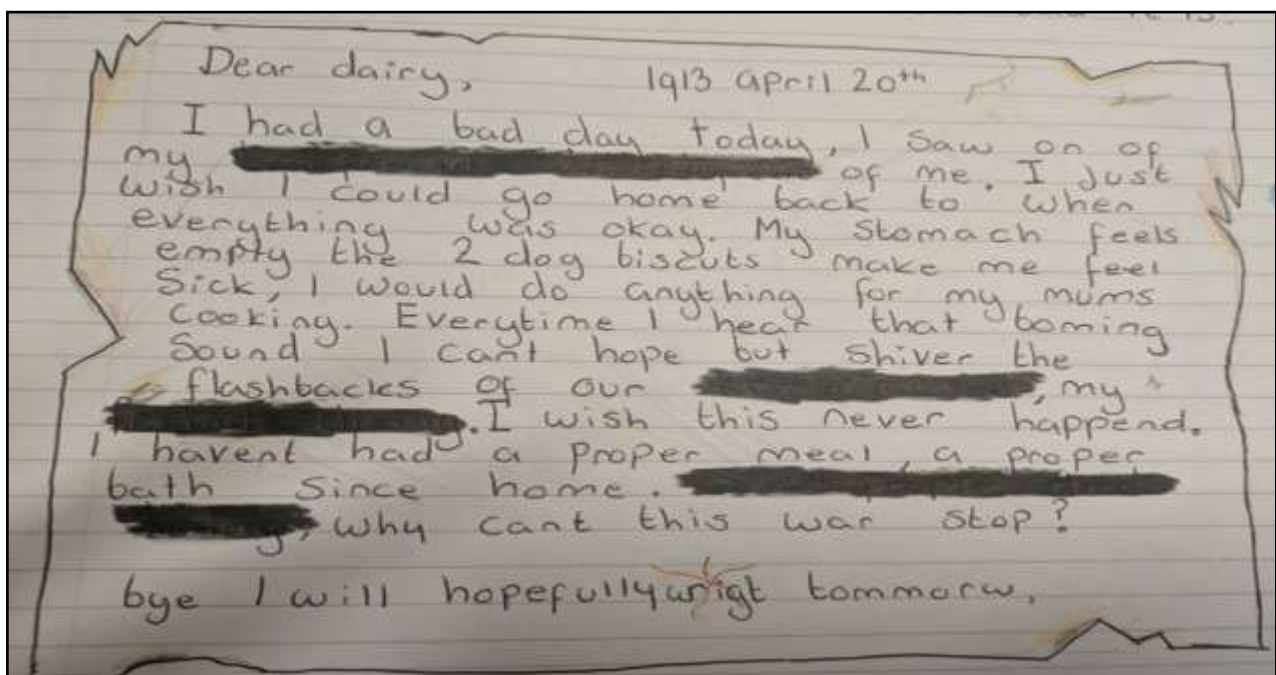 Dear dairy, 1913 april 20th
I had a bad day today, I saw on of
my of me. I Just
wish I could go home back to when
everything was okay. My stomach feels
empty the 2 dog biscuts make me feel
Sick, I would do anything for my mums
Cooking. Everytime I hear that boming
Sound I cant hope but shiver the
flashbacks of our , my
. I wish this never happend.
I havent had a proper meal, a proper
bath since home.
, why cant this war stop?
bye I will hopefully wrigt tommorw.